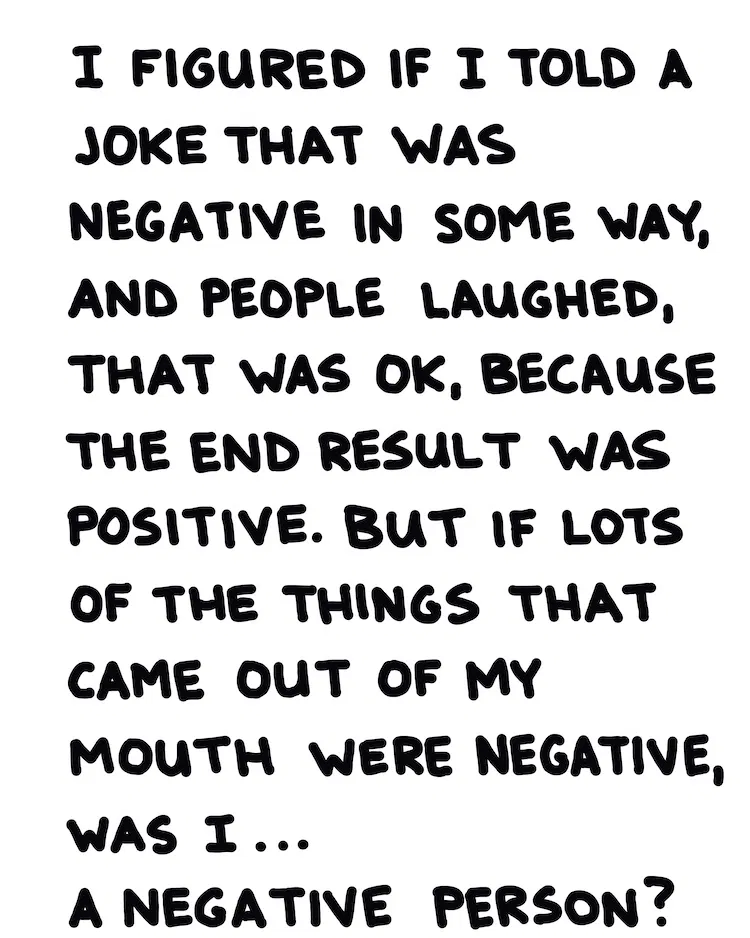 I FIGURED IF I TOLD A
JOKE THAT WAS
NEGATIVE IN SOME WAY,
AND PEOPLE LAUGHED,
THAT WAS OK, BECAUSE
THE END RESULT WAS
POSITIVE. BUT IF LOTS
OF THE THINGS THAT
CAME OUT OF MY
MOUTH WERE NEGATIVE,
WAS I...
A NEGATIVE PERSON?